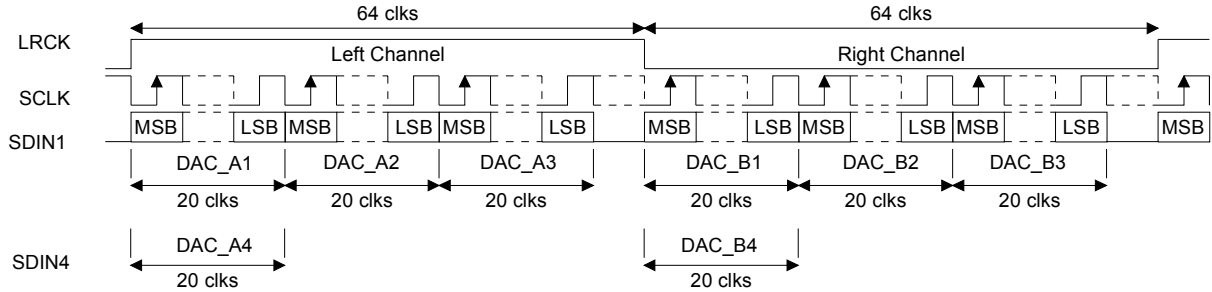 64 clks 64 clks
LRCK Left Channel Right Channel
SCLK
SDIN1 MSB LSB MSB LSB MSB LSB MSB LSB MSB LSB MSB LSB MSB
DAC_A1 DAC_A2 DAC_A3 DAC_B1 DAC_B2 DAC_B3
20 clks 20 clks 20 clks 20 clks 20 clks 20 clks
SDIN4 DAC_A4 DAC_B4
20 clks 20 clks